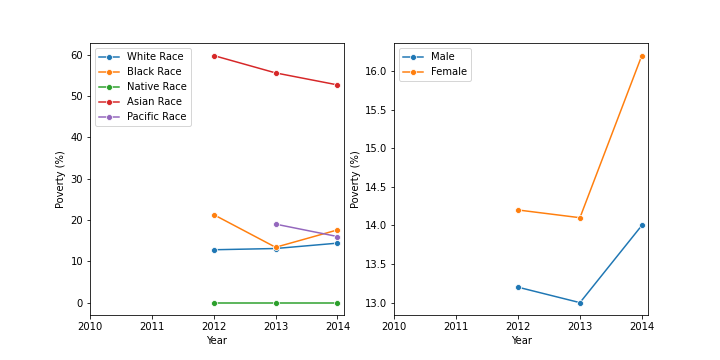 White Race
Black Race
Native Race
Asian Race
Pacific Race
60
50
40
30
20
10
0
Poverty (%)
2010 2011 2012 2013 2014
Year
Male
Female
16.0
15.5
15.0
14.5
14.0
13.5
13.0
Poverty (%)
2010 2011 2012 2013 2014
Year